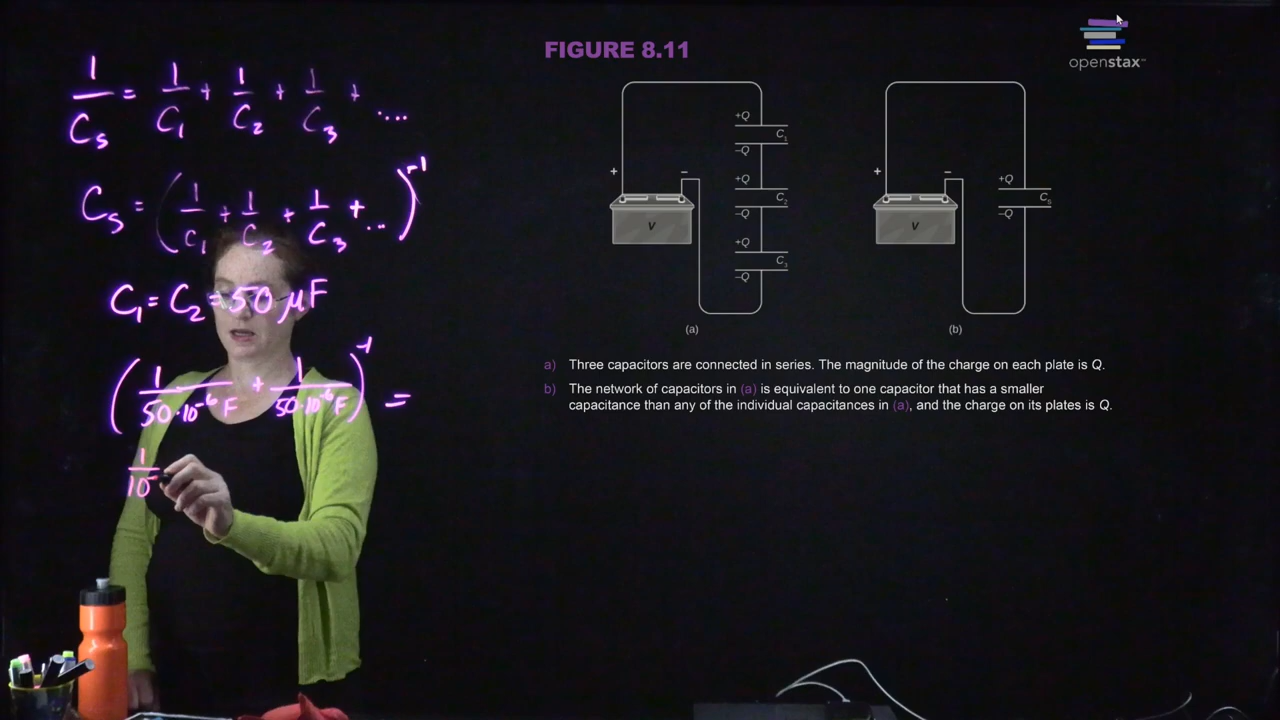 1/C₅ = 1/C₁ + 1/C₂ + 1/C₃ + ...
C₅ = (1/C₁ + 1/C₂ + 1/C₃ + ...)⁻¹
C₁ = C₂ = 50 μF
(1/50·10⁻⁶ F + 1/50·10⁻⁶ F)⁻¹ =
1/10⁻
FIGURE 8.11
openstax™
+Q
C₁
–Q
+ –
+Q
C₂
–Q
V
+Q
C₃
–Q
(a)
+ –
+Q
Cₛ
–Q
V
(b)
a) Three capacitors are connected in series. The magnitude of the charge on each plate is Q.
b) The network of capacitors in (a) is equivalent to one capacitor that has a smaller
capacitance than any of the individual capacitances in (a), and the charge on its plates is Q.